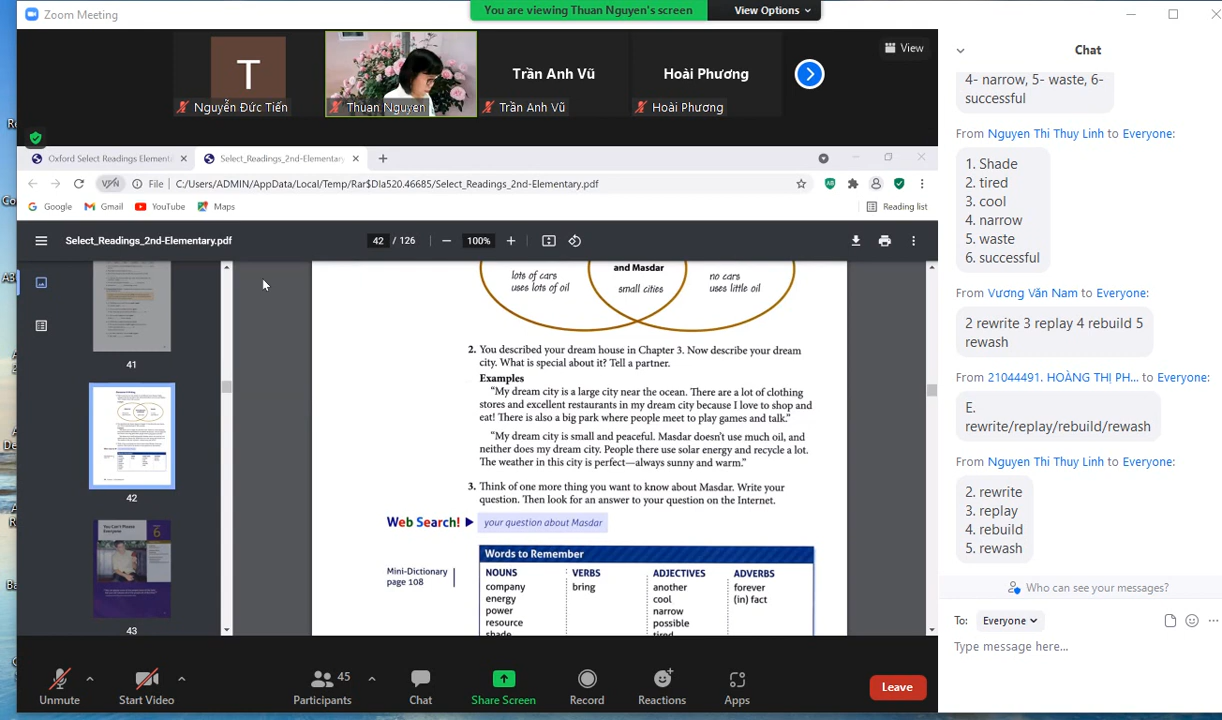 Zoom Meeting
You are viewing Thuan Nguyen's screen
View Options
T
Nguyễn Đức Tiến
Thuan Nguyen
Trần Anh Vũ
Trần Anh Vũ
Hoài Phương
Hoài Phương
View
Oxford Select Readings Element
Select_Readings_2nd-Elementary
VPN
File
C:/Users/ADMIN/AppData/Local/Temp/Rar$DIa520.46685/Select_Readings_2nd-Elementary.pdf
Google
Gmail
YouTube
Maps
Reading list
Select_Readings_2nd-Elementary.pdf
42 / 126
100%
41
42
You Can't Please
Everyone
6
43
lots of cars
uses lots of oil
and Masdar
small cities
no cars
uses little oil
2. You described your dream house in Chapter 3. Now describe your dream
city. What is special about it? Tell a partner.
Examples
"My dream city is a large city near the ocean. There are a lot of clothing
stores and excellent restaurants in my dream city because I love to shop and
eat! There is also a big park where people meet to play games and talk."
"My dream city is small and peaceful. Masdar doesn't use much oil, and
neither does my dream city. People there use solar energy and recycle a lot.
The weather in this city is perfect—always sunny and warm."
3. Think of one more thing you want to know about Masdar. Write your
question. Then look for an answer to your question on the Internet.
Web Search!
your question about Masdar
Words to Remember
Mini-Dictionary
page 108
NOUNS
company
energy
power
resource
shade
VERBS
bring
ADJECTIVES
another
cool
narrow
possible
tired
ADVERBS
forever
(in) fact
Chat
4- narrow, 5- waste, 6-
successful
From Nguyen Thi Thuy Linh to Everyone:
1. Shade
2. tired
3. cool
4. narrow
5. waste
6. successful
From Vương Văn Nam to Everyone:
2 rewrite 3 replay 4 rebuild 5
rewash
From 21044491. HOÀNG THỊ PH... to Everyone:
E.
rewrite/replay/rebuild/rewash
From Nguyen Thi Thuy Linh to Everyone:
2. rewrite
3. replay
4. rebuild
5. rewash
Who can see your messages?
To: Everyone
Type message here...
Unmute
Start Video
45
Participants
Chat
Share Screen
Record
Reactions
Apps
Leave